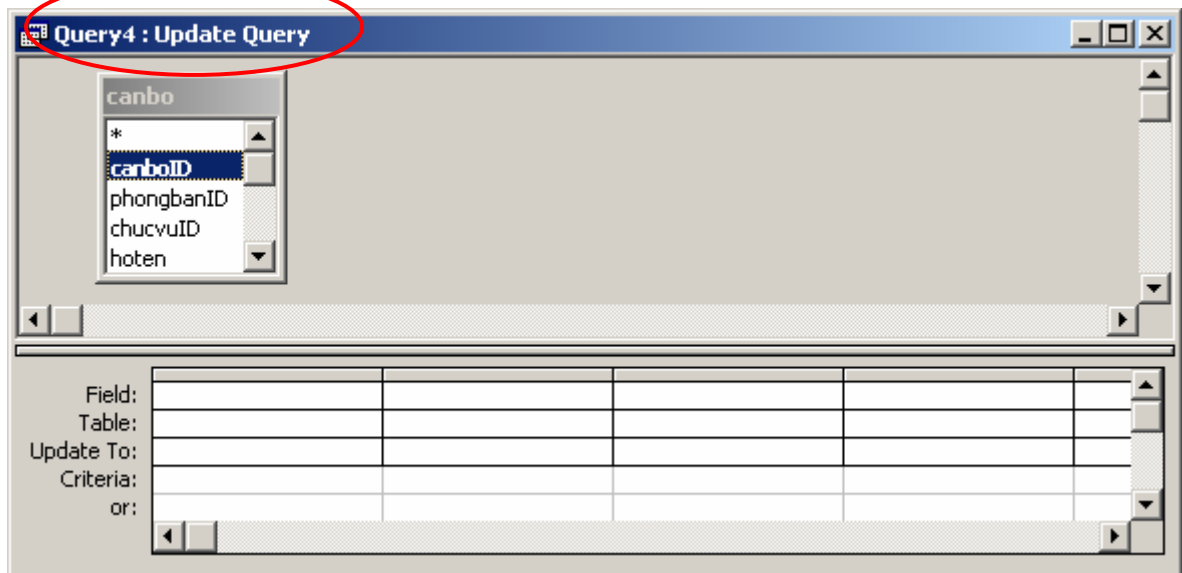 Query4 : Update Query
canbo
*
canboID
phongbanID
chucvuID
hoten
Field:
Table:
Update To:
Criteria:
or: